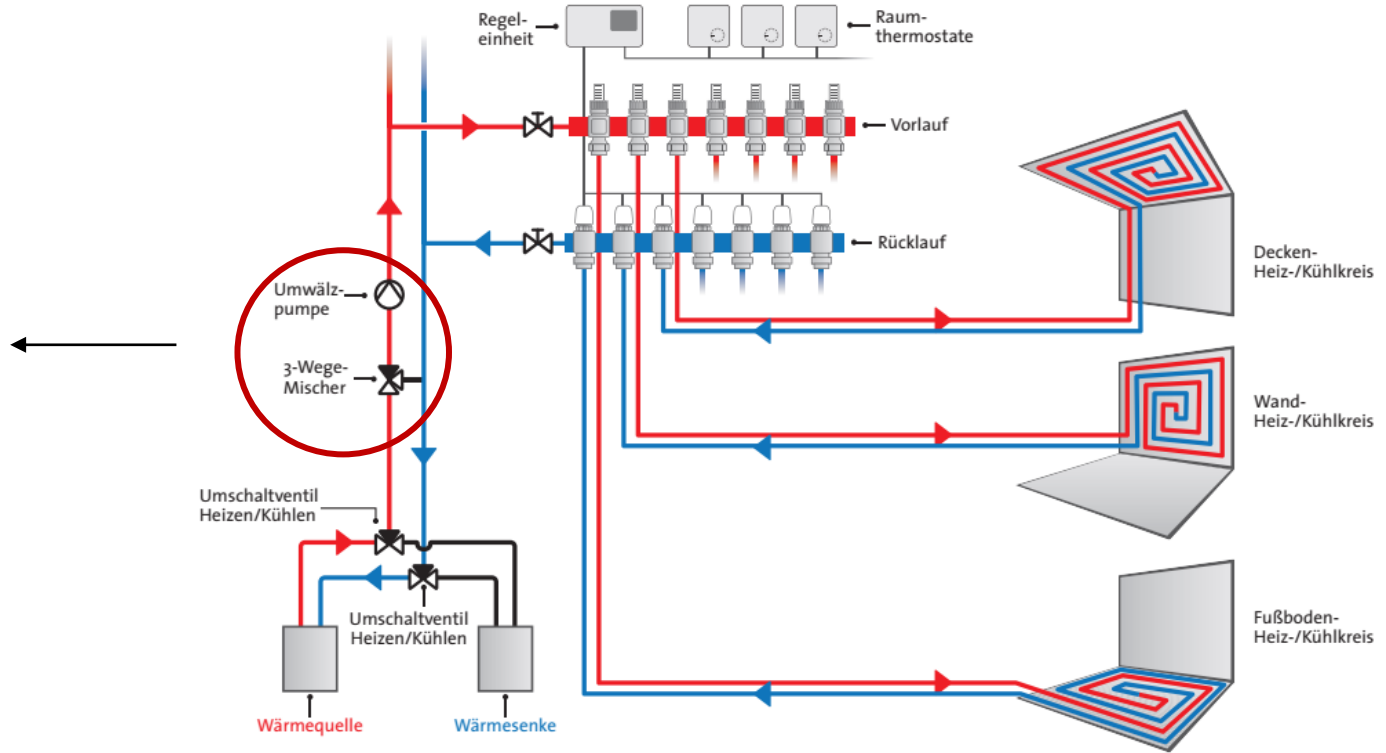 Regel-
einheit
Raum-
thermostate
Vorlauf
Rücklauf
Decken-
Heiz-/Kühlkreis
Umwälz-
pumpe
3-Wege-
Mischer
Wand-
Heiz-/Kühlkreis
Umschaltventil
Heizen/Kühlen
Umschaltventil
Heizen/Kühlen
Fußboden-
Heiz-/Kühlkreis
Wärmequelle
Wärmesenke